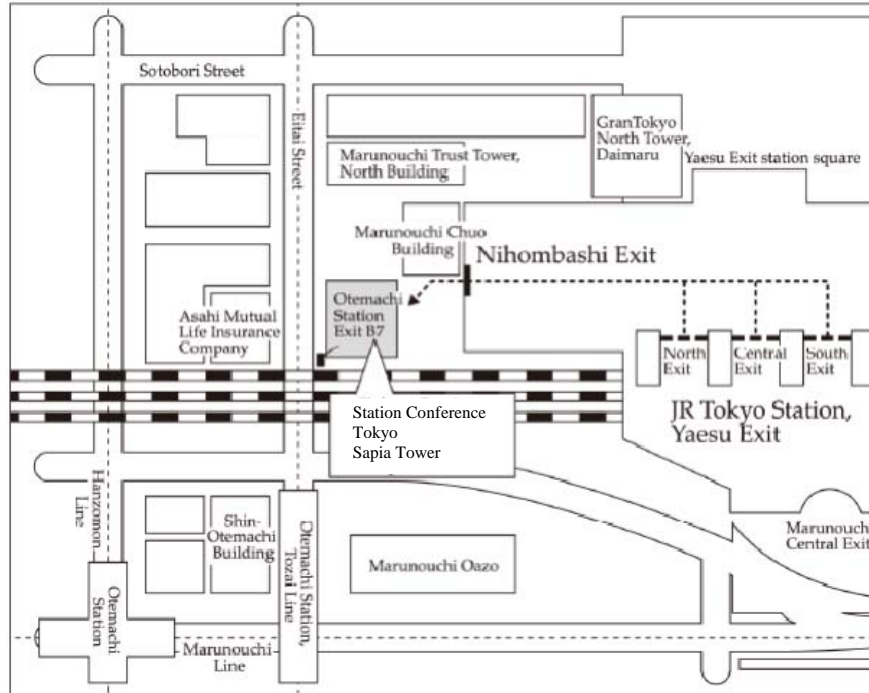 Sotobori Street
Eitai Street
GranTokyo
North Tower,
Daimaru
Marunouchi Trust Tower,
North Building
Yaesu Exit station square
Marunouchi Chuo
Building
Nihombashi Exit
Asahi Mutual
Life Insurance
Company
Otemachi
Station
Exit B7
North
Exit
Central
Exit
South
Exit
JR Tokyo Station,
Yaesu Exit
Station Conference
Tokyo
Sapia Tower
Hanzomon
Line
Shin-
Otemachi
Building
Otemachi Station,
Tozai Line
Marunouchi Oazo
Marunouch
Central Exit
Otemachi
Station
Marunouchi
Line